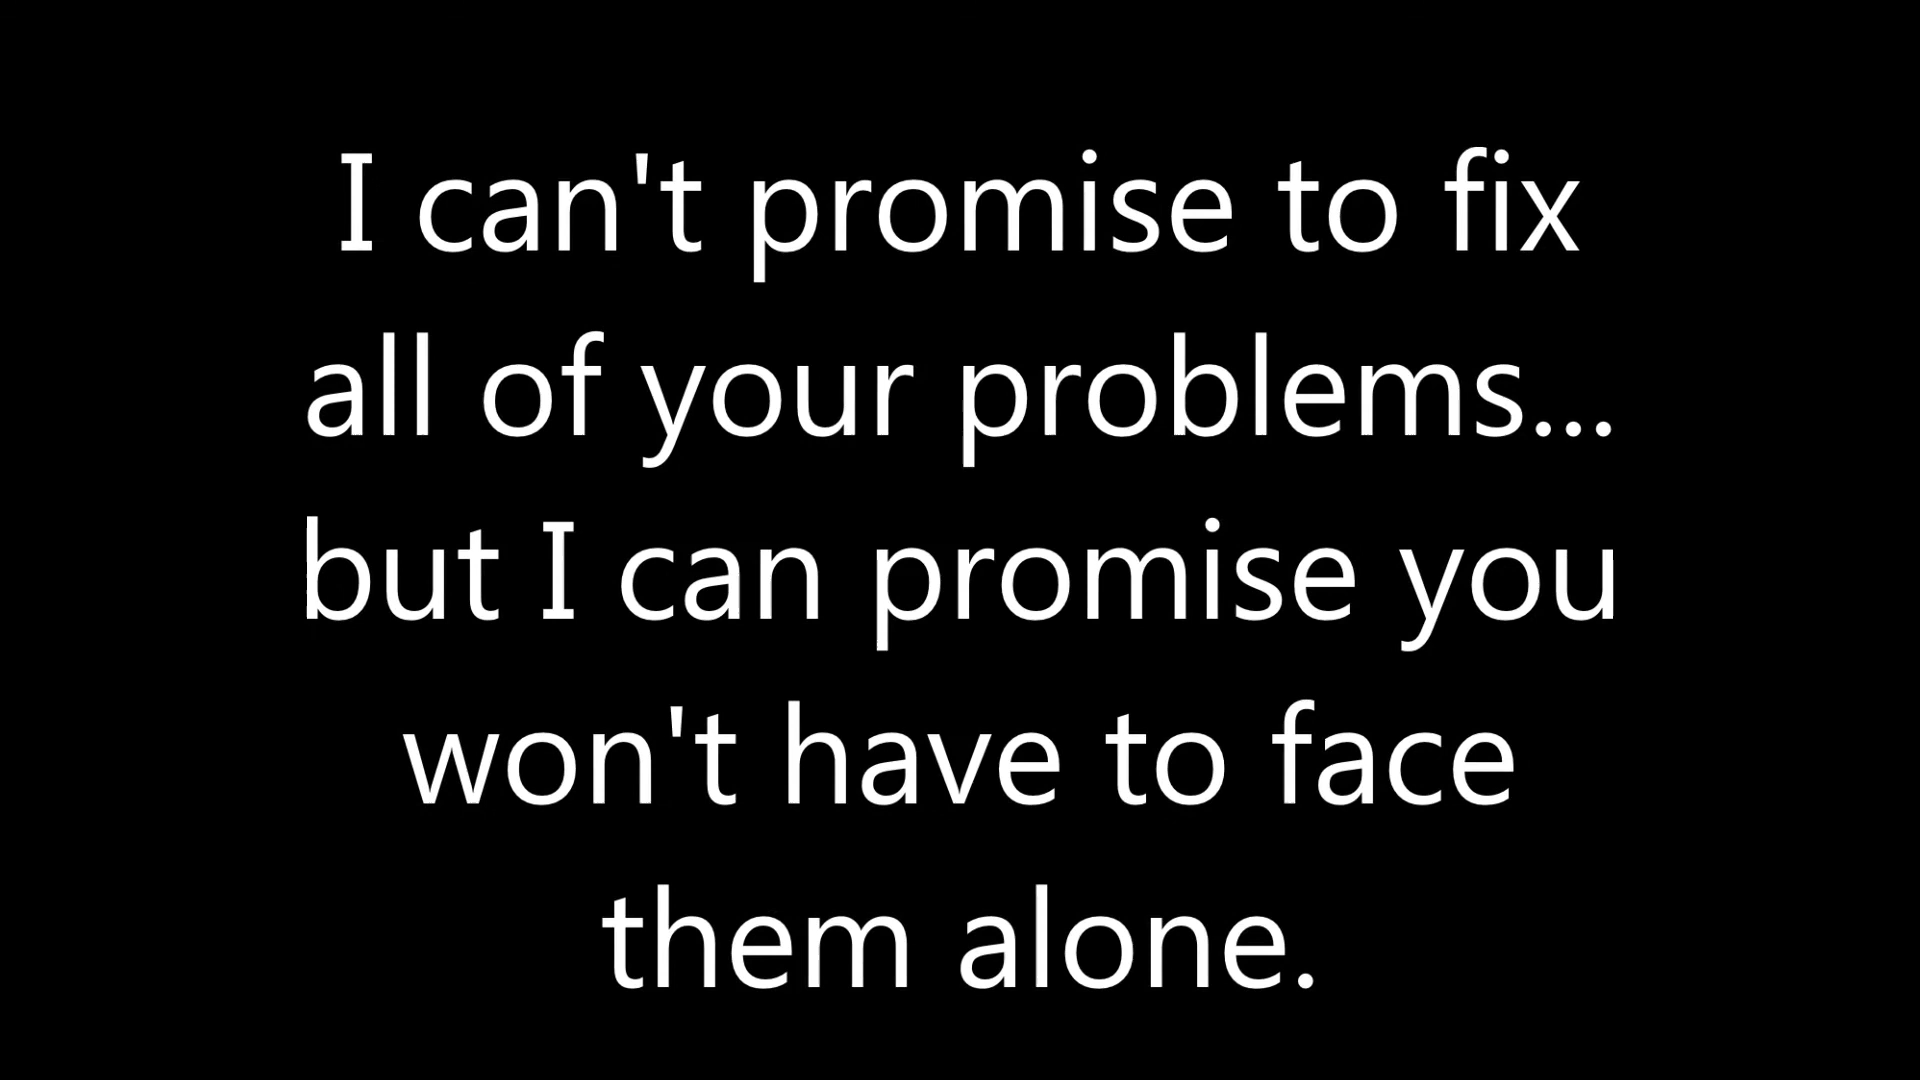 I can't promise to fix
all of your problems...
but I can promise you
won't have to face
them alone.